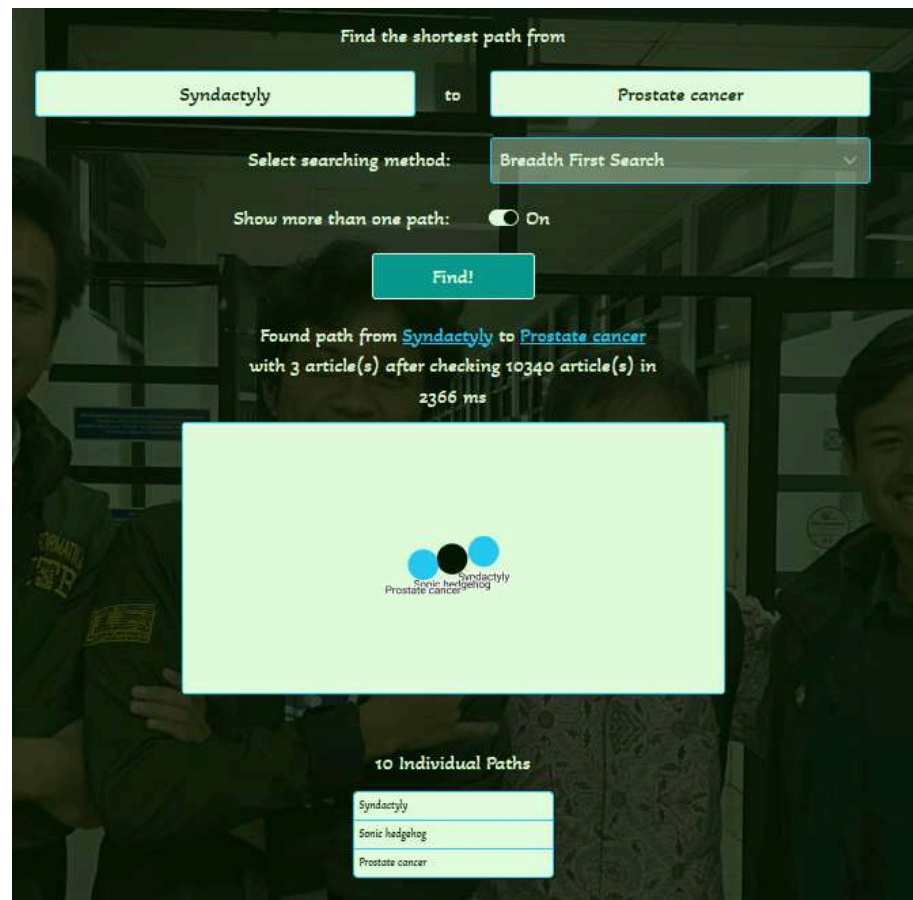 Find the shortest path from
Syndactyly to Prostate cancer
Select searching method: Breadth First Search
Show more than one path: On
Find!
Found path from Syndactyly to Prostate cancer
with 3 article(s) after checking 10340 article(s) in
2366 ms
Syndactyly
Sonic hedgehog
Prostate cancer
10 Individual Paths
Syndactyly
Sonic hedgehog
Prostate cancer